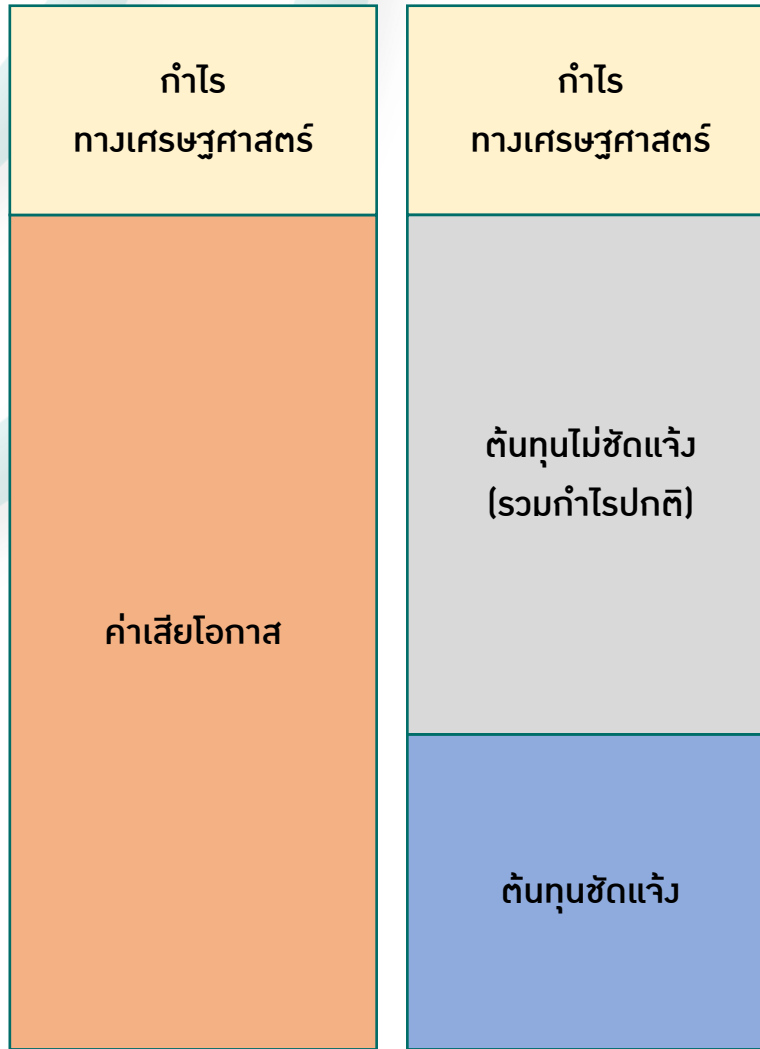 กำไร
ทางเศรษฐศาสตร์
ค่าเสียโอกาส
กำไร
ทางเศรษฐศาสตร์
ต้นทุนไม่ชัดแจ้ง
(รวมกำไรปกติ)
ต้นทุนชัดแจ้ง